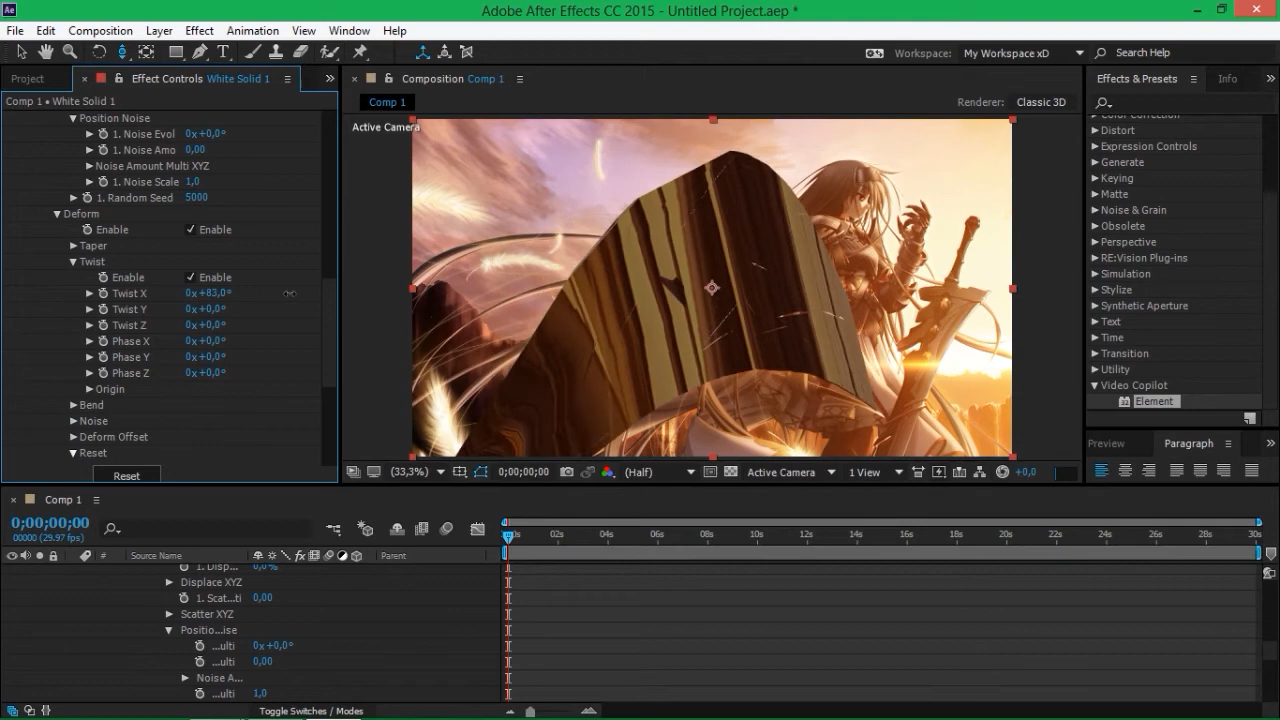 Ae Adobe After Effects CC 2015 - Untitled Project.aep *
File Edit Composition Layer Effect Animation View Window Help
Workspace: My Workspace xD Search Help
Project Effect Controls White Solid 1
Composition Comp 1
Effects & Presets Info
Comp 1 • White Solid 1
Comp 1
Renderer: Classic 3D
Active Camera
Position Noise
1. Noise Evol 0x+0,0°
1. Noise Amo 0,00
Noise Amount Multi XYZ
1. Noise Scale 1,0
1. Random Seed 5000
Deform
Enable Enable
Taper
Twist
Enable Enable
Twist X 0x+83,0°
Twist Y 0x+0,0°
Twist Z 0x+0,0°
Phase X 0x+0,0°
Phase Y 0x+0,0°
Phase Z 0x+0,0°
Origin
Bend
Noise
Deform Offset
Reset
Reset
Color Correction
Distort
Expression Controls
Generate
Keying
Matte
Noise & Grain
Obsolete
Perspective
RE:Vision Plug-ins
Simulation
Stylize
Synthetic Aperture
Text
Time
Transition
Utility
Video Copilot
32 Element
Preview Paragraph
(33,3%) 0;00;00;00 (Half) Active Camera 1 View +0,0
Comp 1
0;00;00;00
00000 (29.97 fps)
02s 04s 06s 08s 10s 12s 14s 16s 18s 20s 22s 24s 26s 28s 30s
# Source Name Parent
1. Disp... 0,0%
Displace XYZ
1. Scat...ti 0,00
Scatter XYZ
Positio...ise
...ulti 0x+0,0°
...ulti 0,00
Noise A...
...ulti 1,0
Toggle Switches / Modes